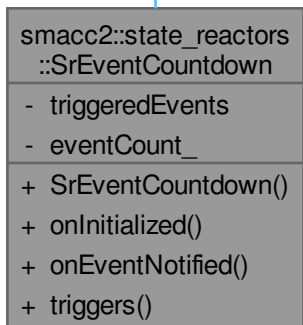 smacc2::state_reactors
::SrEventCountdown
- triggeredEvents
- eventCount_
+ SrEventCountdown()
+ onInitialized()
+ onEventNotified()
+ triggers()